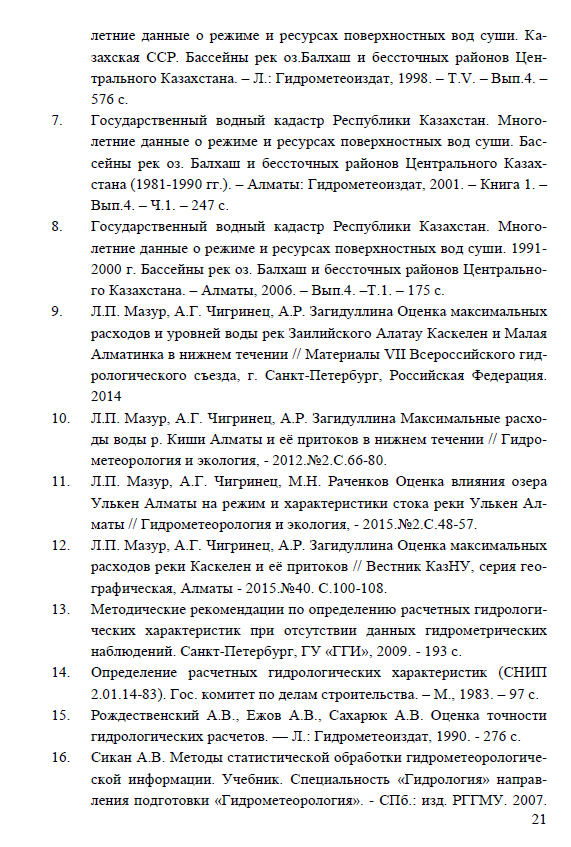 летние данные о режиме и ресурсах поверхностных вод суши. Ка-
захская ССР. Бассейны рек оз.Балхаш и бессточных районов Цен-
трального Казахстана. – Л.: Гидрометеоиздат, 1998. – Т.V. – Вып.4. –
576 с.
7. Государственный водный кадастр Республики Казахстан. Много-
летние данные о режиме и ресурсах поверхностных вод суши. Бас-
сейны рек оз. Балхаш и бессточных районов Центрального Казах-
стана (1981-1990 гг.). – Алматы: Гидрометеоиздат, 2001. – Книга 1. –
Вып.4. – Ч.1. – 247 с.
8. Государственный водный кадастр Республики Казахстан. Много-
летние данные о режиме и ресурсах поверхностных вод суши. 1991-
2000 г. Бассейны рек оз. Балхаш и бессточных районов Центрально-
го Казахстана. – Алматы, 2006. – Вып.4. –Т.1. – 175 с.
9. Л.П. Мазур, А.Г. Чигринец, А.Р. Загидуллина Оценка максимальных
расходов и уровней воды рек Заилийского Алатау Каскелен и Малая
Алматинка в нижнем течении // Материалы VII Всероссийского гид-
рологического съезда, г. Санкт-Петербург, Российская Федерация.
2014
10. Л.П. Мазур, А.Г. Чигринец, А.Р. Загидуллина Максимальные расхо-
ды воды р. Киши Алматы и её притоков в нижнем течении // Гидро-
метеорология и экология, - 2012.№2.С.66-80.
11. Л.П. Мазур, А.Г. Чигринец, М.Н. Раченков Оценка влияния озера
Улькен Алматы на режим и характеристики стока реки Улькен Ал-
маты // Гидрометеорология и экология, - 2015.№2.С.48-57.
12. Л.П. Мазур, А.Г. Чигринец, А.Р. Загидуллина Оценка максимальных
расходов реки Каскелен и её притоков // Вестник КазНУ, серия гео-
графическая, Алматы - 2015.№40. С.100-108.
13. Методические рекомендации по определению расчетных гидрологи-
ческих характеристик при отсутствии данных гидрометрических
наблюдений. Санкт-Петербург, ГУ «ГГИ», 2009. - 193 с.
14. Определение расчетных гидрологических характеристик (СНИП
2.01.14-83). Гос. комитет по делам строительства. – М., 1983. – 97 с.
15. Рождественский А.В., Ежов А.В., Сахарюк А.В. Оценка точности
гидрологических расчетов. — Л.: Гидрометеоиздат, 1990. - 276 с.
16. Сикан А.В. Методы статистической обработки гидрометеорологиче-
ской информации. Учебник. Специальность «Гидрология» направ-
ления подготовки «Гидрометеорология». - СПб.: изд. РГГМУ. 2007.
21